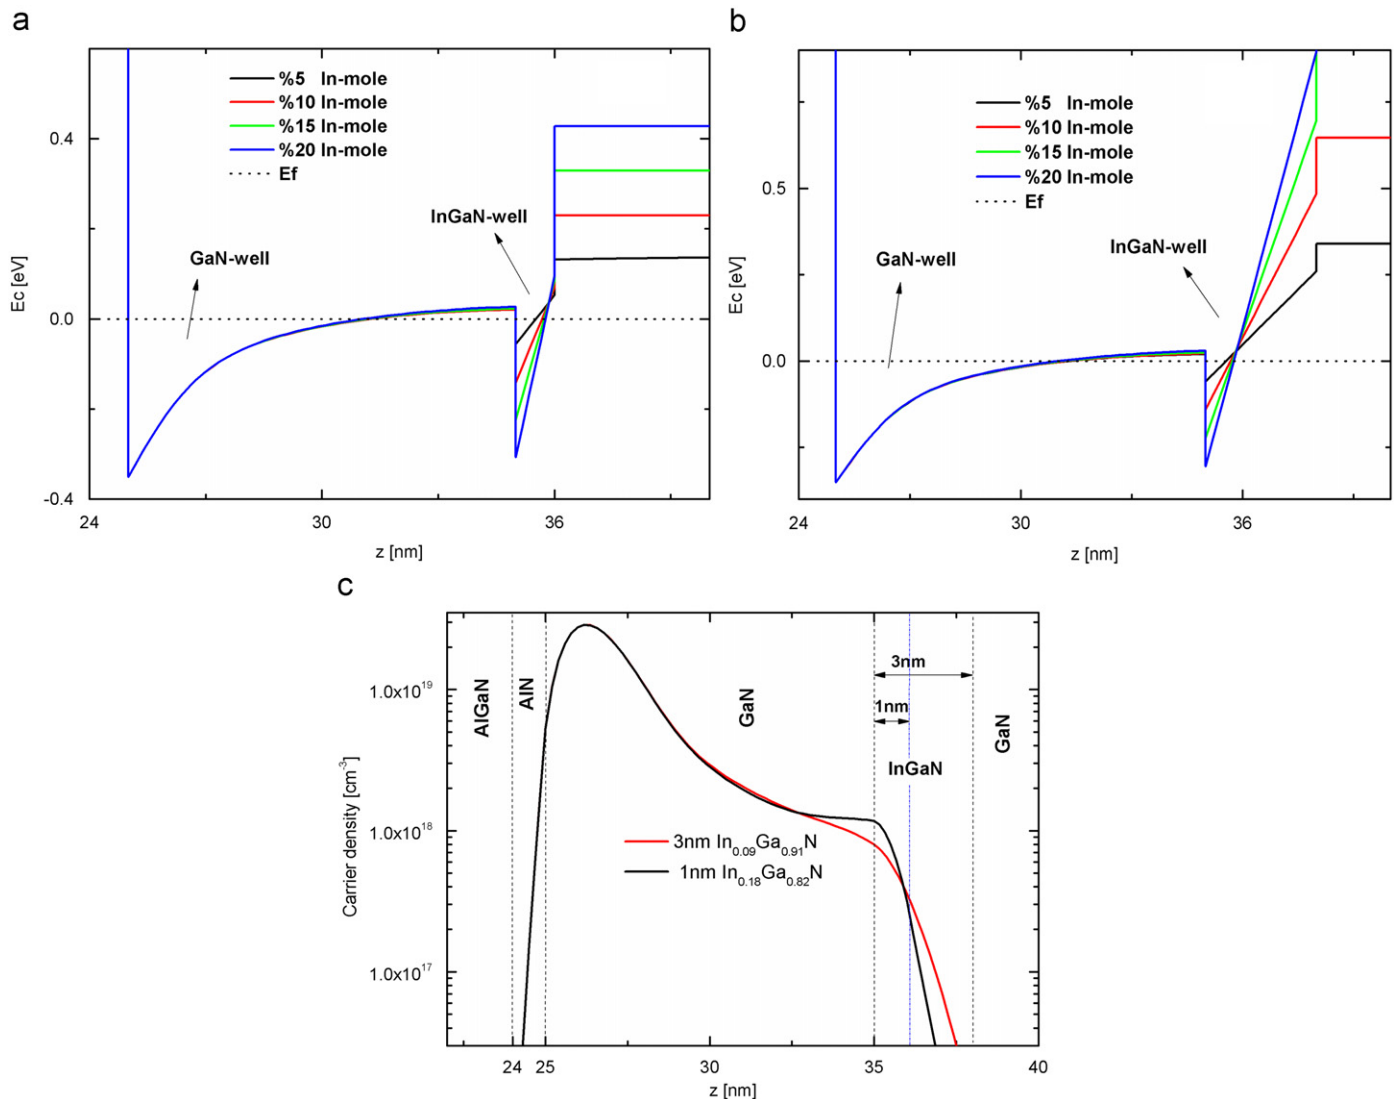 a
%5 In-mole
%10 In-mole
%15 In-mole
%20 In-mole
Ef
InGaN-well
GaN-well
Ec [eV]
0.4
0.0
-0.4
24
30
36
z [nm]
b
%5 In-mole
%10 In-mole
%15 In-mole
%20 In-mole
Ef
InGaN-well
GaN-well
Ec [eV]
0.5
0.0
24
30
36
z [nm]
c
AlGaN
AlN
GaN
3nm
1nm
InGaN
GaN
Carrier density [cm-3]
1.0x10^19
1.0x10^18
1.0x10^17
3nm In0.09Ga0.91N
1nm In0.18Ga0.82N
24 25 30 35 40
z [nm]